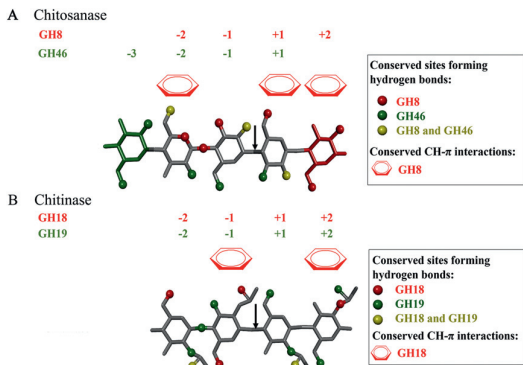 A Chitosanase
GH8 -2 -1 +1 +2
GH46 -3 -2 -1 +1
Conserved sites forming
hydrogen bonds:
GH8
GH46
GH8 and GH46
Conserved CH-π interactions:
GH8
B Chitinase
GH18 -2 -1 +1 +2
GH19 -2 -1 +1 +2
Conserved sites forming
hydrogen bonds:
GH18
GH19
GH18 and GH19
Conserved CH-π interactions:
GH18